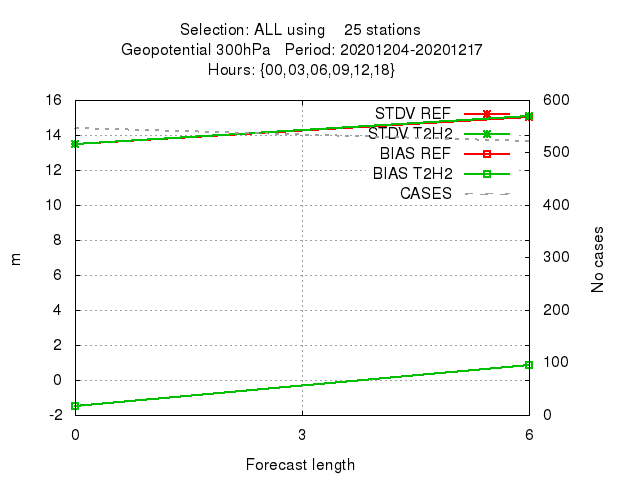 Selection: ALL using 25 stations
Geopotential 300hPa Period: 20201204-20201217
Hours: {00,03,06,09,12,18}
16 600
STDV REF
14 STDV T2H2
500
BIAS REF
12 BIAS T2H2
CASES
10 400
8
6 300
m No cases
4 200
2
100
0
-2 0
0 3 6
Forecast length